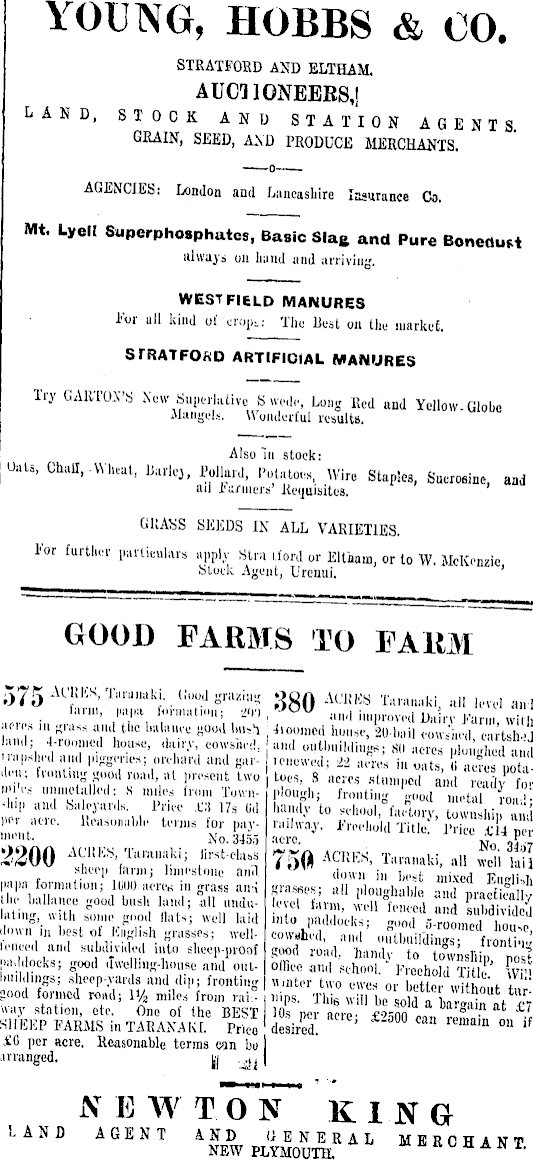 YOUNG, HOBBS & CO.
STRATFORD AND ELTHAM.
AUCTIONEERS,
LAND, STOCK AND STATION AGENTS.
GRAIN, SEED, AND PRODUCE MERCHANTS.
AGENCIES: London and Lancashire Insurance Co.
Mt. Lyell Superphosphates, Basic Slag and Pure Bonedust
always on hand and arriving.
WESTFIELD MANURES
For all kind of crops: The Best on the market.
STRATFORD ARTIFICIAL MANURES
Try GARTON'S New Superlative Swede, Long Red and Yellow-Globe
Mangels. Wonderful results.
Also in stock:
Oats, Chaff, Wheat, Barley, Pollard, Potatoes, Wire Staples, Sucrosine, and
all Farmers' Requisites.
GRASS SEEDS IN ALL VARIETIES.
For further particulars apply Stratford or Eltham, or to W. McKenzie,
Stock Agent, Urenui.
GOOD FARMS TO FARM
575 ACRES, Taranaki. Good grazing
farm, papa formation; 200
acres in grass and the balance good bush
land; 4-roomed house, dairy, cowshed,
trapshed and piggeries; orchard and gar-
den; fronting good road, at present two
miles unmetalled; 8 miles from Town-
ship and Saleyards. Price £3 17s 6d
per acre. Reasonable terms for pay-
ment. No. 3455
2200 ACRES, Taranaki; first-class
sheep farm; limestone and
papa formation; 1600 acres in grass and
the ballance good bush land; all undu-
lating, with some good flats; well laid
down in best of English grasses; well-
fenced and subdivided into sheep-proof
paddocks; good dwelling-house and out-
buildings; sheep-yards and dip; fronting
good formed road; 1½ miles from rail-
way station, etc. One of the BEST
SHEEP FARMS in TARANAKI. Price
£6 per acre. Reasonable terms can be
arranged.
380 ACRES Taranaki, all level and
and improved Dairy Farm, with
4roomed house, 20-bail cowshed, cartshed
and outbuildings; 80 acres ploughed and
renewed; 22 acres in oats, 6 acres pota-
toes, 8 acres stumped and ready for
plough; fronting good metal road;
handy to school, factory, township and
railway. Freehold Title. Price £14 per
acre. No. 3457
750 ACRES, Taranaki, all well laid
down in best mixed English
grasses; all ploughable and practically
level farm, well fenced and subdivided
into paddocks; good 5-roomed house,
cowshed, and outbuildings; fronting
good road, handy to township, post
office and school. Freehold Title. Will
winter two ewes or better without tur-
nips. This will be sold a bargain at £7
10s per acre; £2500 can remain on if
desired.
NEWTON KING
LAND AGENT AND GENERAL MERCHANT.
NEW PLYMOUTH.